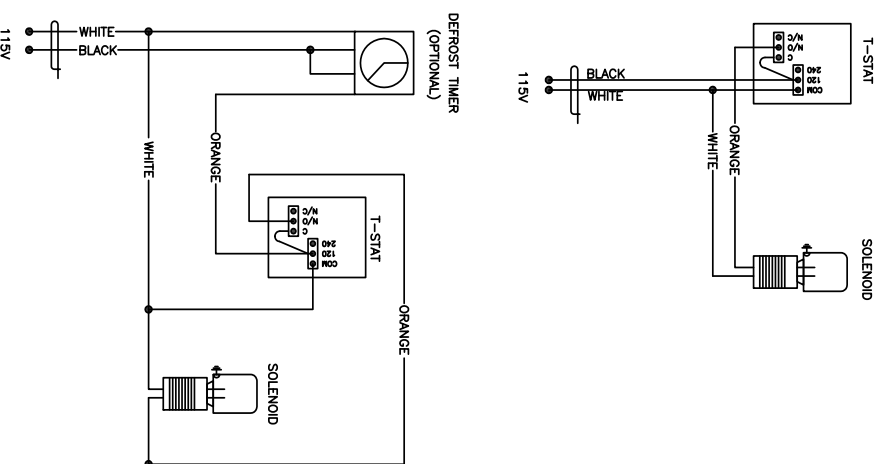 WHITE
BLACK
115V
DEFROST TIMER
(OPTIONAL)
WHITE
ORANGE
T-STAT
N/C
N/O
C
240
120
COM
ORANGE
SOLENOID
T-STAT
N/C
N/O
C
240
120
COM
BLACK
WHITE
115V
ORANGE
WHITE
SOLENOID